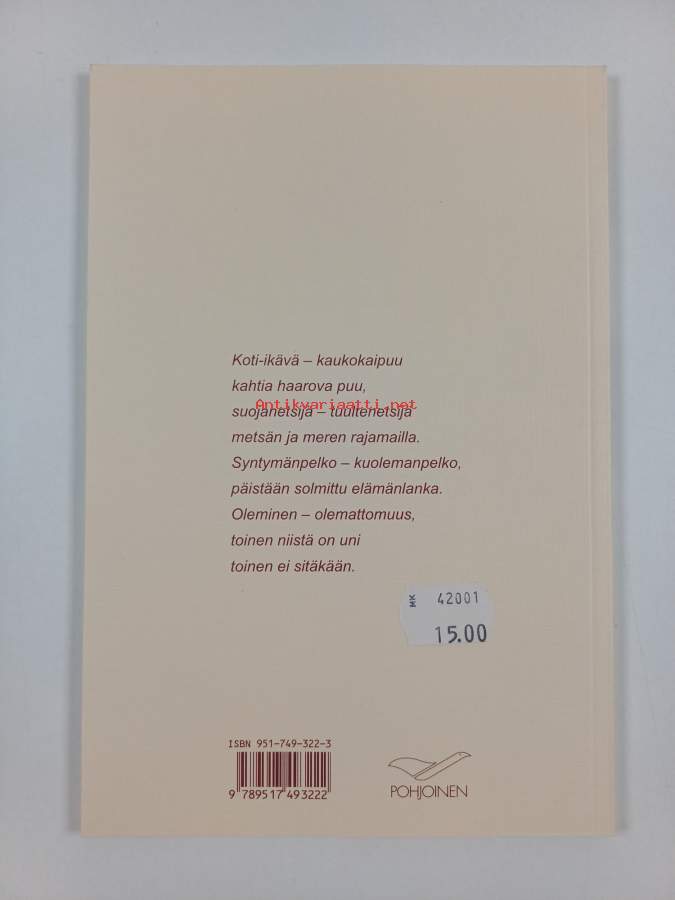 Koti-ikävä – kaukokaipuu
kahtia haarova puu,
Antikvariaatti.net
suojanetsijä – tuultenetsijä
metsän ja meren rajamailla.
Syntymänpelko – kuolemanpelko,
päistään solmittu elämänlanka.
Oleminen – olemattomuus,
toinen niistä on uni
toinen ei sitäkään.
MK 42001
15.00
ISBN 951-749-322-3
9 789517 493222
POHJOINEN